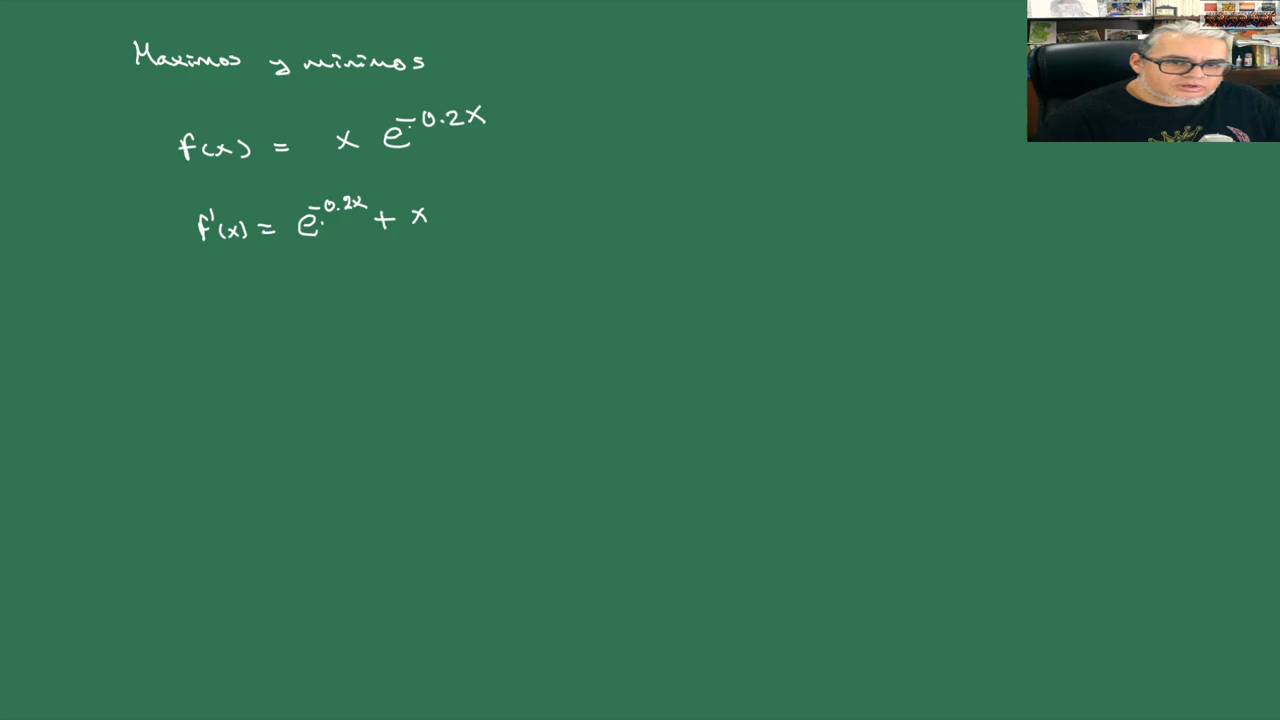 Maximos y minimos
f(x) = x e^{-0.2x}
f'(x) = e^{-0.2x} + x